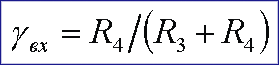 γвх = R4/(R3 + R4)